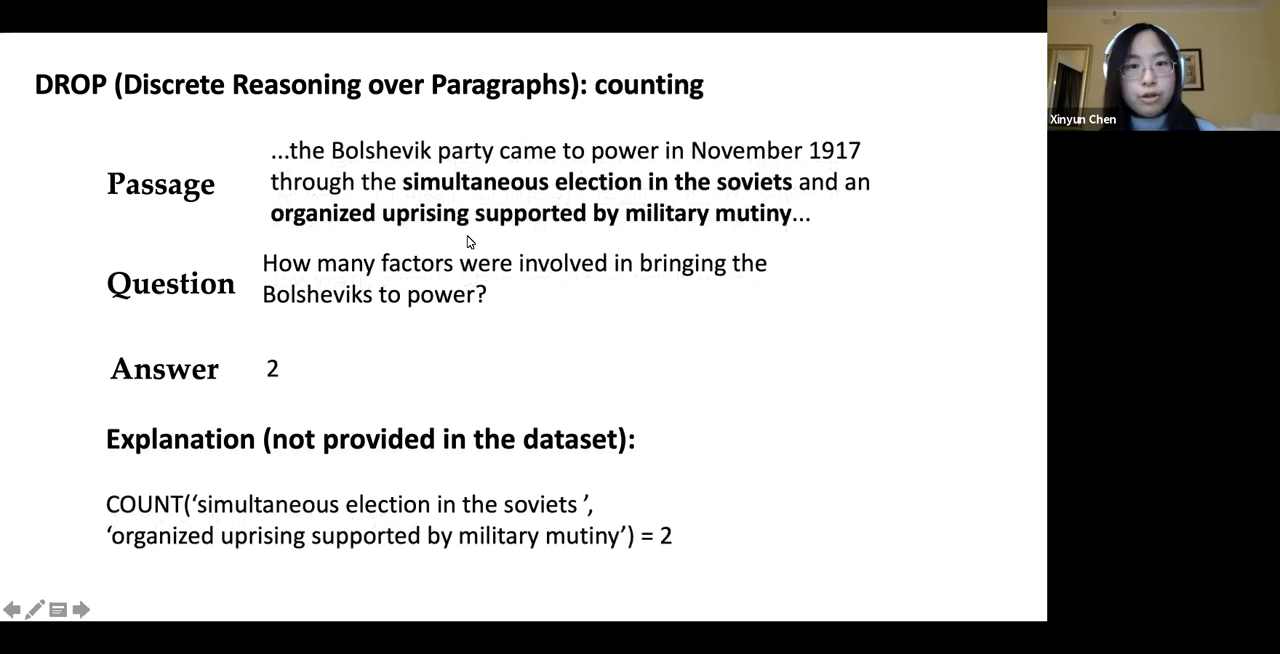 DROP (Discrete Reasoning over Paragraphs): counting
Passage
...the Bolshevik party came to power in November 1917
through the simultaneous election in the soviets and an
organized uprising supported by military mutiny...
Question
How many factors were involved in bringing the
Bolsheviks to power?
Answer
2
Explanation (not provided in the dataset):
COUNT(‘simultaneous election in the soviets ’,
‘organized uprising supported by military mutiny’) = 2
Xinyun Chen